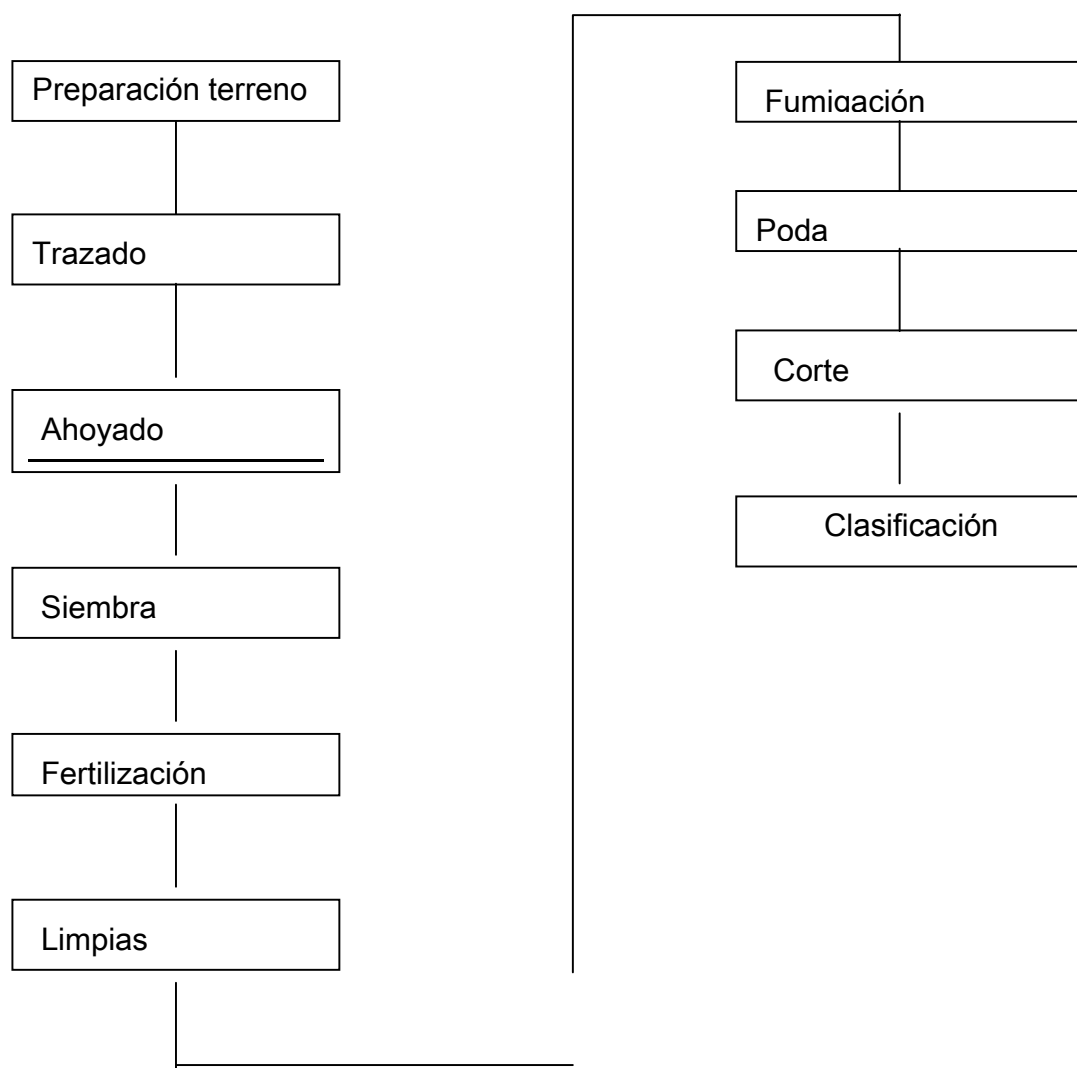 Preparación terreno
Trazado
Ahoyado
Siembra
Fertilización
Limpias
Fumigación
Poda
Corte
Clasificación